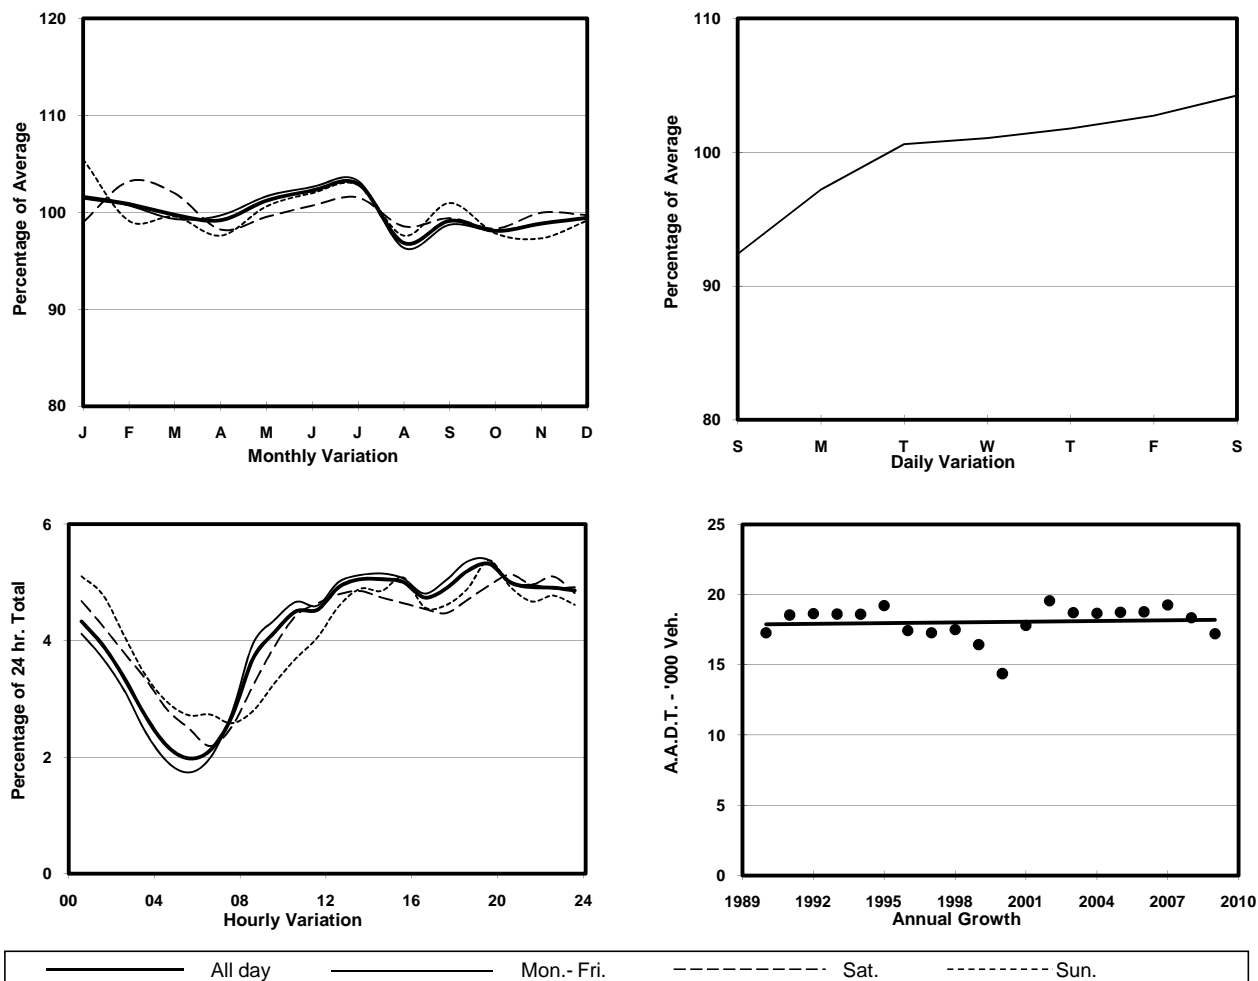 120
110
100
90
80
Percentage of Average
J F M A M J J A S O N D
Monthly Variation
110
100
90
80
Percentage of Average
S M T W T F S
Daily Variation
6
4
2
0
Percentage of 24 hr. Total
00 04 08 12 16 20 24
Hourly Variation
25
20
15
10
5
0
A.A.D.T. - '000 Veh.
1989 1992 1995 1998 2001 2004 2007 2010
Annual Growth
All day Mon.- Fri. Sat. Sun.